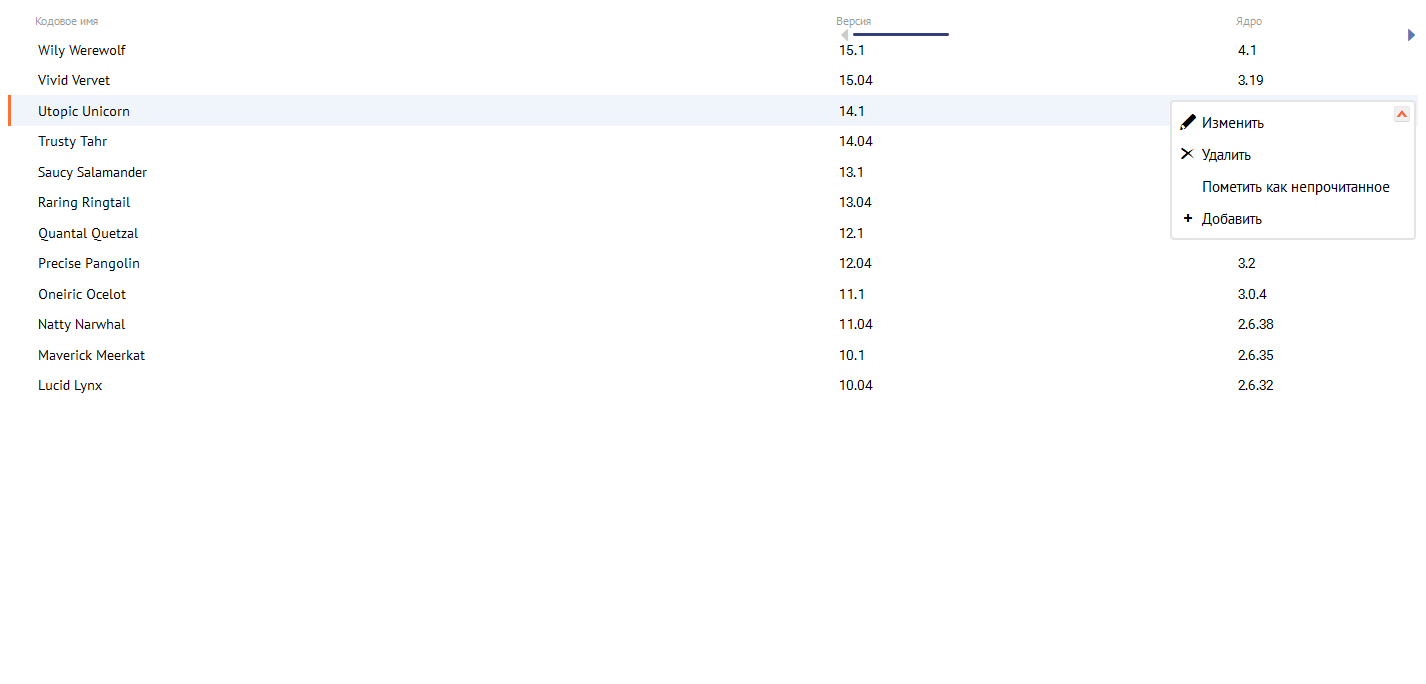 Кодовое имя Версия Ядро
Wily Werewolf 15.1 4.1
Vivid Vervet 15.04 3.19
Utopic Unicorn 14.1
Изменить
Trusty Tahr 14.04
Удалить
Saucy Salamander 13.1
Пометить как непрочитанное
Raring Ringtail 13.04
Добавить
Quantal Quetzal 12.1
Precise Pangolin 12.04 3.2
Oneiric Ocelot 11.1 3.0.4
Natty Narwhal 11.04 2.6.38
Maverick Meerkat 10.1 2.6.35
Lucid Lynx 10.04 2.6.32